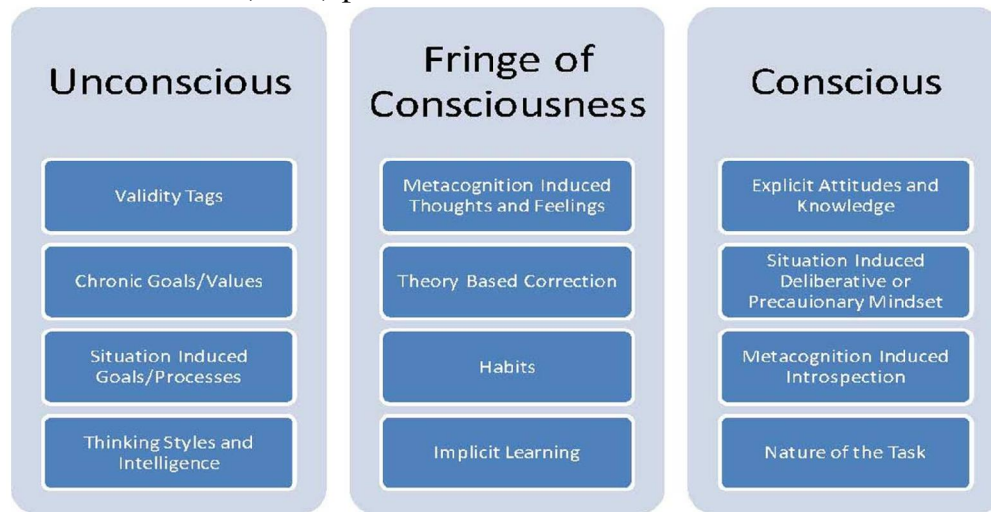 Unconscious
Validity Tags
Chronic Goals/Values
Situation Induced
Goals/Processes
Thinking Styles and
Intelligence
Fringe of
Consciousness
Metacognition Induced
Thoughts and Feelings
Theory Based Correction
Habits
Implicit Learning
Conscious
Explicit Attitudes and
Knowledge
Situation Induced
Deliberative or
Precauionary Mindset
Metacognition Induced
Introspection
Nature of the Task